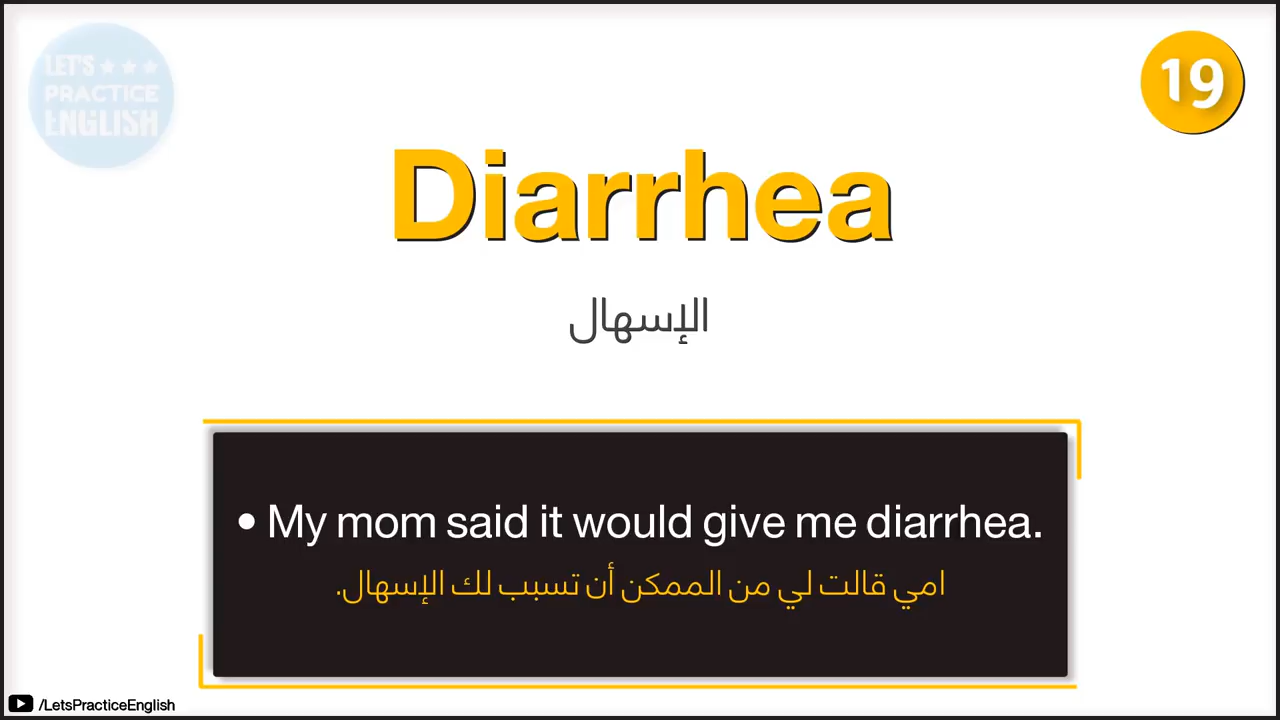 LET'S
PRACTICE
ENGLISH
19
Diarrhea
الإسهال
• My mom said it would give me diarrhea.
امي قالت لي من الممكن أن تسبب لك الإسهال.
/LetsPracticeEnglish